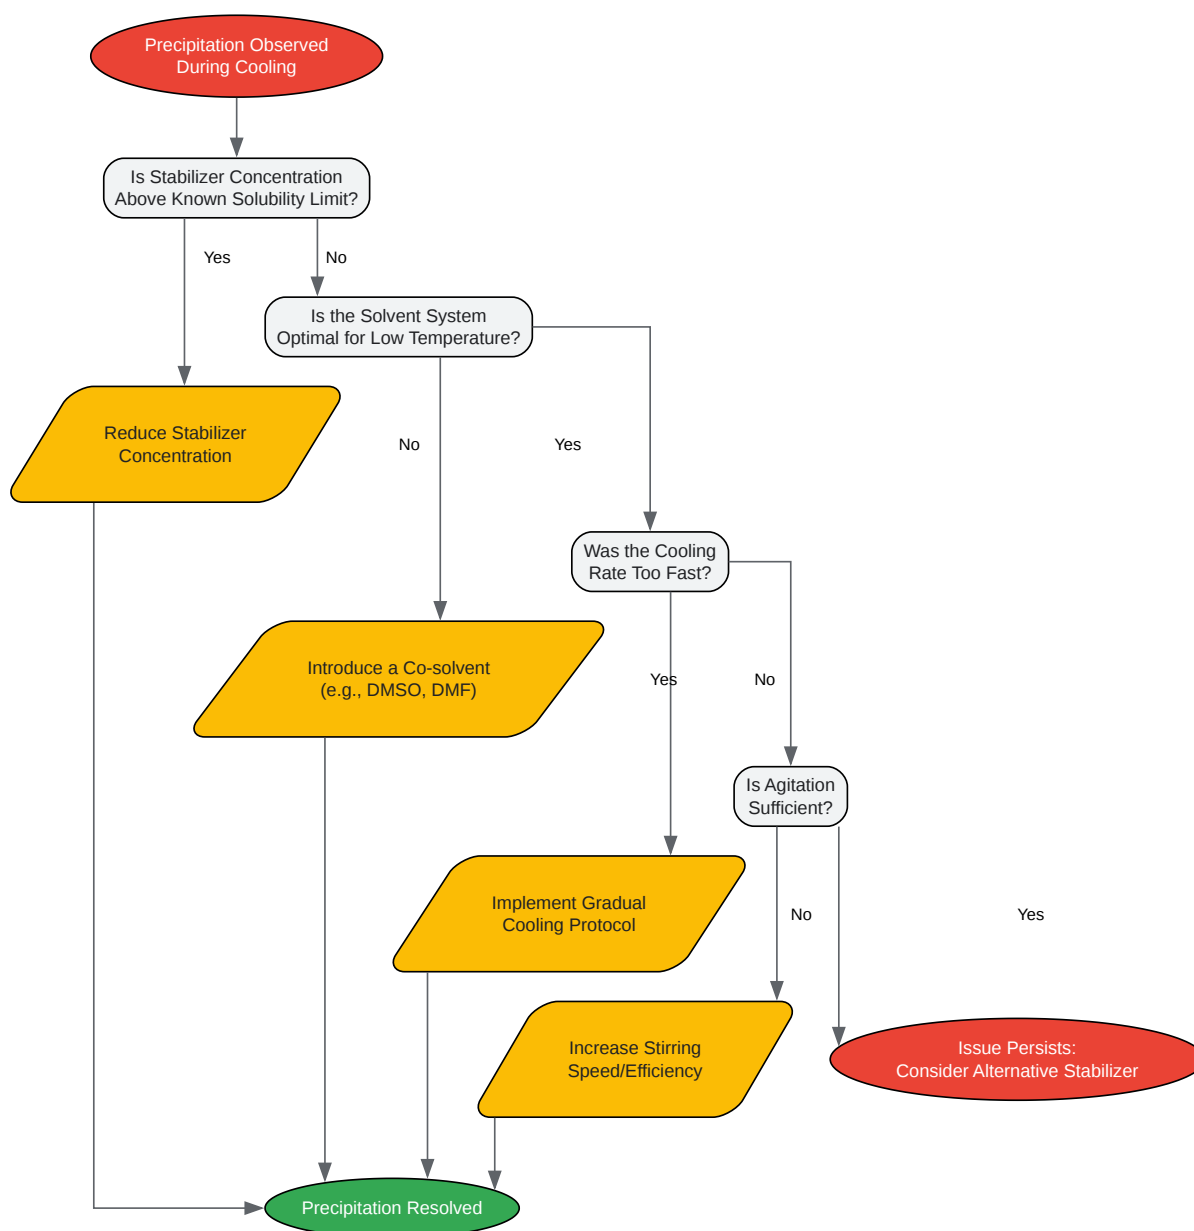 Precipitation Observed
During Cooling
Is Stabilizer Concentration
Above Known Solubility Limit?
Yes
No
Is the Solvent System
Optimal for Low Temperature?
Reduce Stabilizer
Concentration
No
Yes
Was the Cooling
Rate Too Fast?
Introduce a Co-solvent
(e.g., DMSO, DMF)
Yes
No
Is Agitation
Sufficient?
Implement Gradual
Cooling Protocol
No
Yes
Increase Stirring
Speed/Efficiency
Issue Persists:
Consider Alternative Stabilizer
Precipitation Resolved